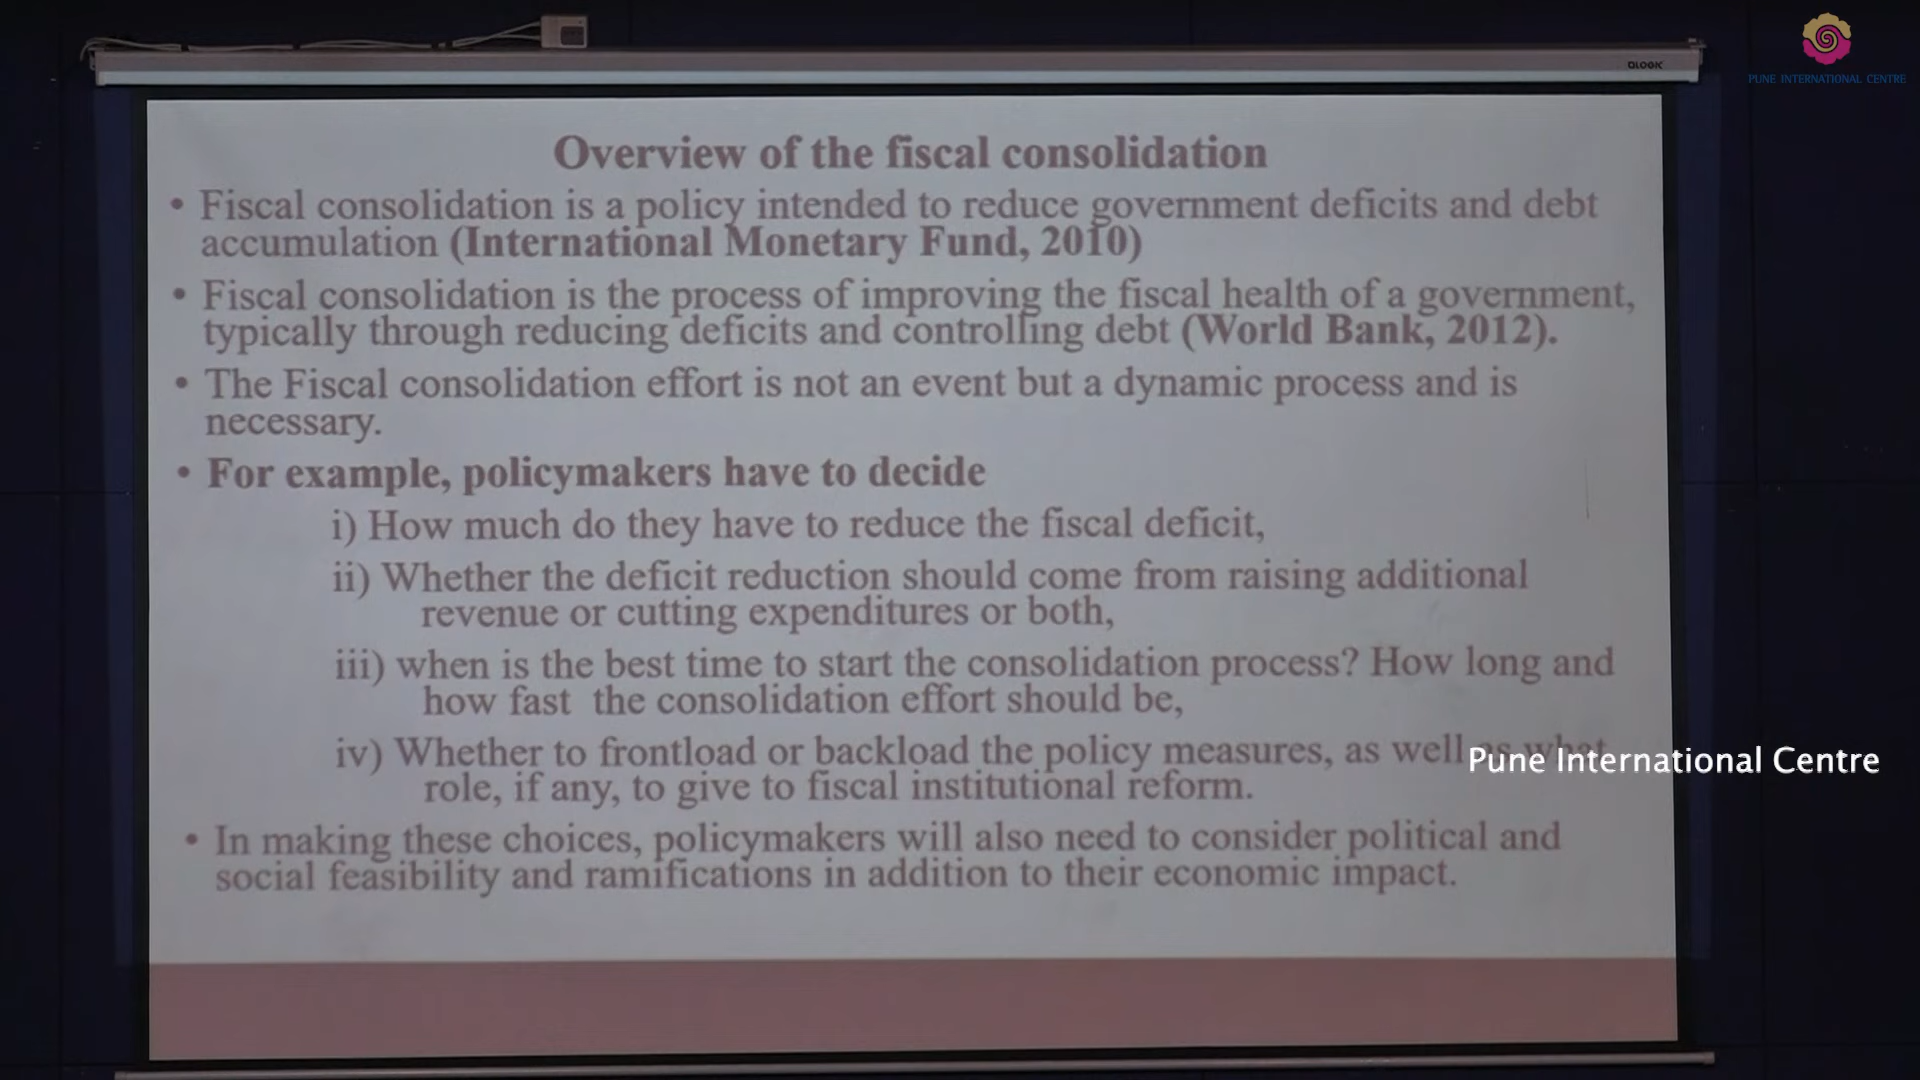 QLOOK
PUNE INTERNATIONAL CENTRE
Overview of the fiscal consolidation
• Fiscal consolidation is a policy intended to reduce government deficits and debt
accumulation (International Monetary Fund, 2010)
• Fiscal consolidation is the process of improving the fiscal health of a government,
typically through reducing deficits and controlling debt (World Bank, 2012).
• The Fiscal consolidation effort is not an event but a dynamic process and is
necessary.
• For example, policymakers have to decide
i) How much do they have to reduce the fiscal deficit,
ii) Whether the deficit reduction should come from raising additional
revenue or cutting expenditures or both,
iii) when is the best time to start the consolidation process? How long and
how fast the consolidation effort should be,
iv) Whether to frontload or backload the policy measures, as well as what
role, if any, to give to fiscal institutional reform.
Pune International Centre
• In making these choices, policymakers will also need to consider political and
social feasibility and ramifications in addition to their economic impact.